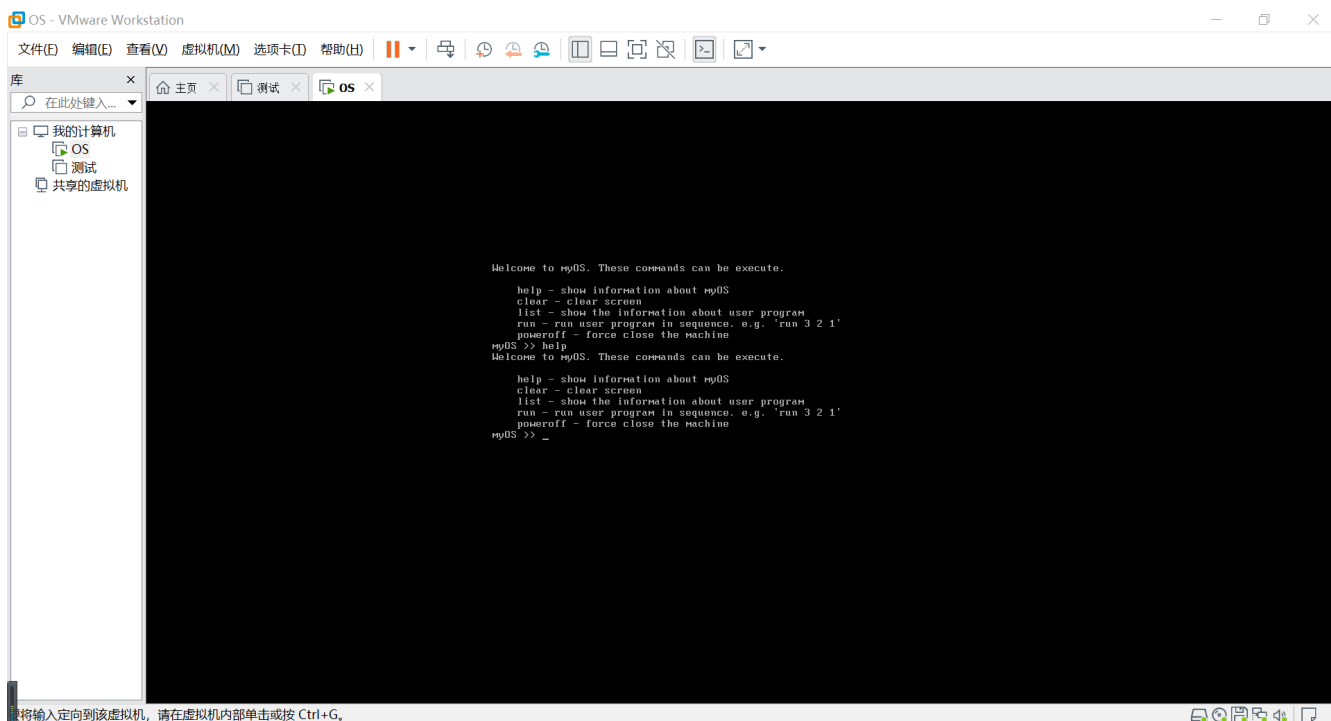 OS - VMware Workstation
文件(F) 编辑(E) 查看(V) 虚拟机(M) 选项卡(T) 帮助(H)
库
主页 测试 OS
在此处键入...
我的计算机
OS
测试
共享的虚拟机
Welcome to myOS. These commands can be execute.
help - show information about myOS
clear - clear screen
list - show the information about user program
run - run user program in sequence. e.g. 'run 3 2 1'
poweroff - force close the machine
myOS >> help
Welcome to myOS. These commands can be execute.
help - show information about myOS
clear - clear screen
list - show the information about user program
run - run user program in sequence. e.g. 'run 3 2 1'
poweroff - force close the machine
myOS >> _
将输入定向到该虚拟机，请在虚拟机内部单击或按 Ctrl+G。